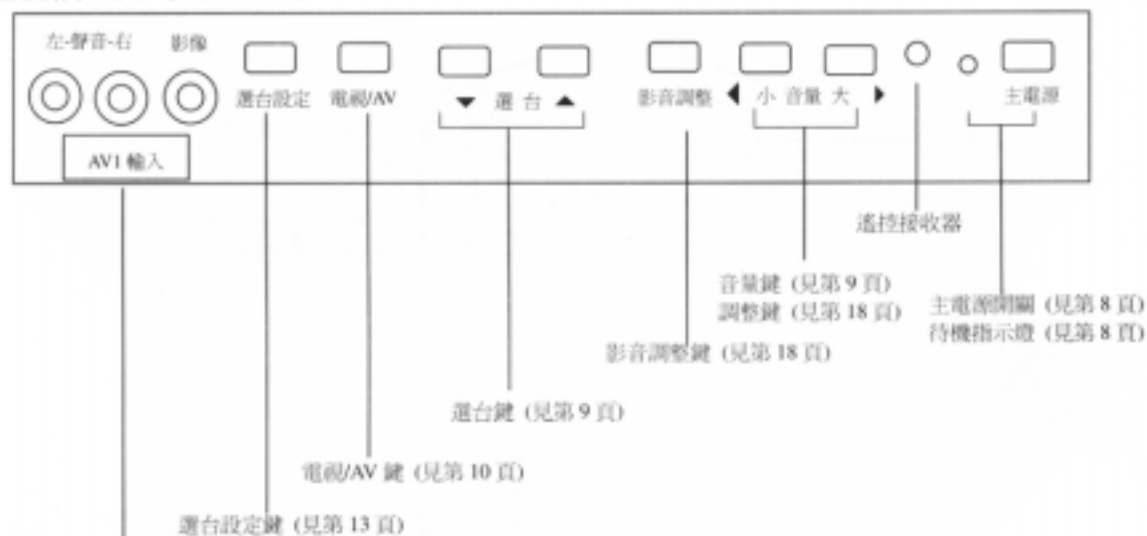 左-聲音-右 影像
選台設定 電視/AV ▼ 選 台 ▲ 影音調整 ◀ 小 音量 大 ▶ 主電源
AV1 輸入
遙控接收器
音量鍵 (見第 9 頁)
調整鍵 (見第 18 頁)
主電源開關 (見第 8 頁)
待機指示燈 (見第 8 頁)
影音調整鍵 (見第 18 頁)
選台鍵 (見第 9 頁)
電視/AV 鍵 (見第 10 頁)
選台設定鍵 (見第 13 頁)